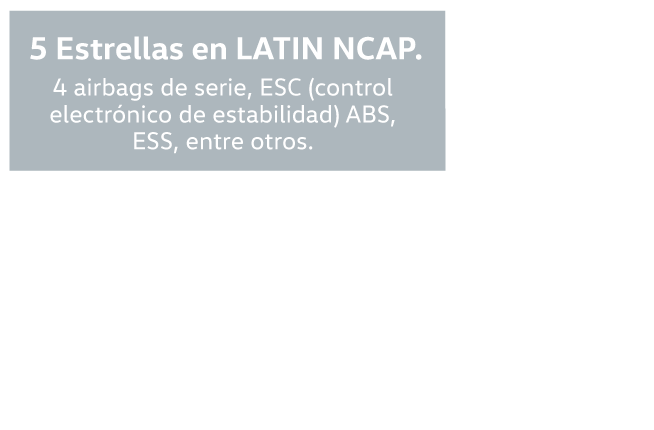 5 Estrellas en LATIN NCAP.
4 airbags de serie, ESC (control
electrónico de estabilidad) ABS,
ESS, entre otros.